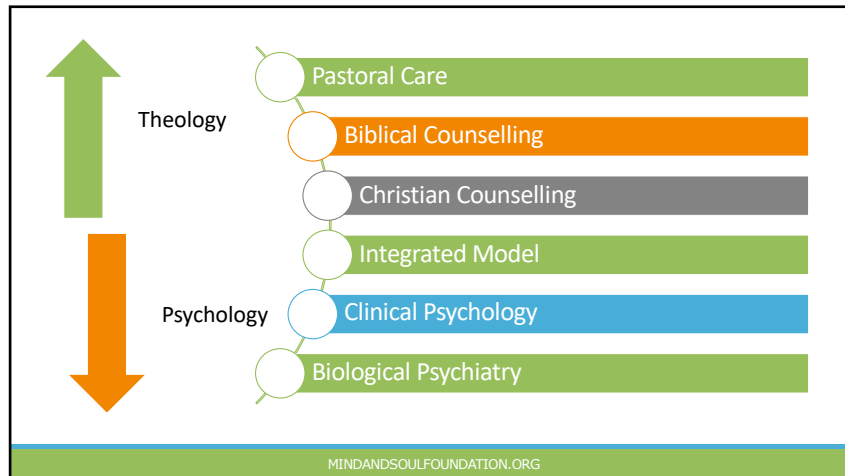 Pastoral Care
Theology
Biblical Counselling
Christian Counselling
Integrated Model
Psychology
Clinical Psychology
Biological Psychiatry
MINDANDSOULFOUNDATION.ORG